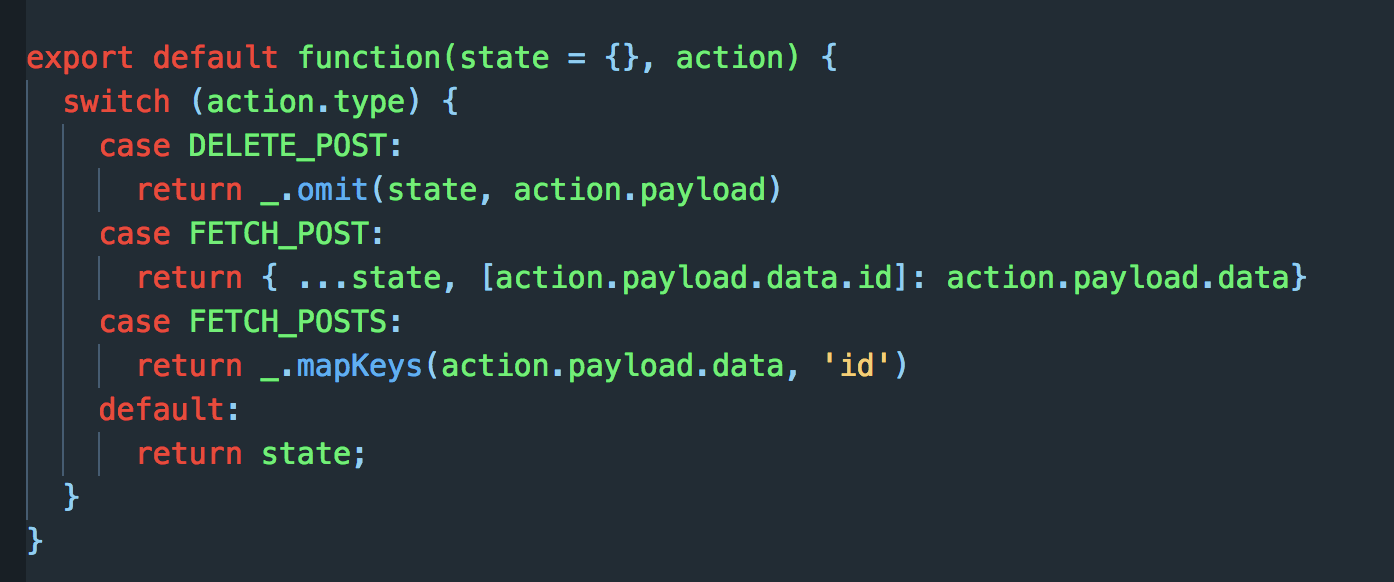 export default function(state = {}, action) {
  switch (action.type) {
    case DELETE_POST:
      return _.omit(state, action.payload)
    case FETCH_POST:
      return { ...state, [action.payload.data.id]: action.payload.data}
    case FETCH_POSTS:
      return _.mapKeys(action.payload.data, 'id')
    default:
      return state;
  }
}